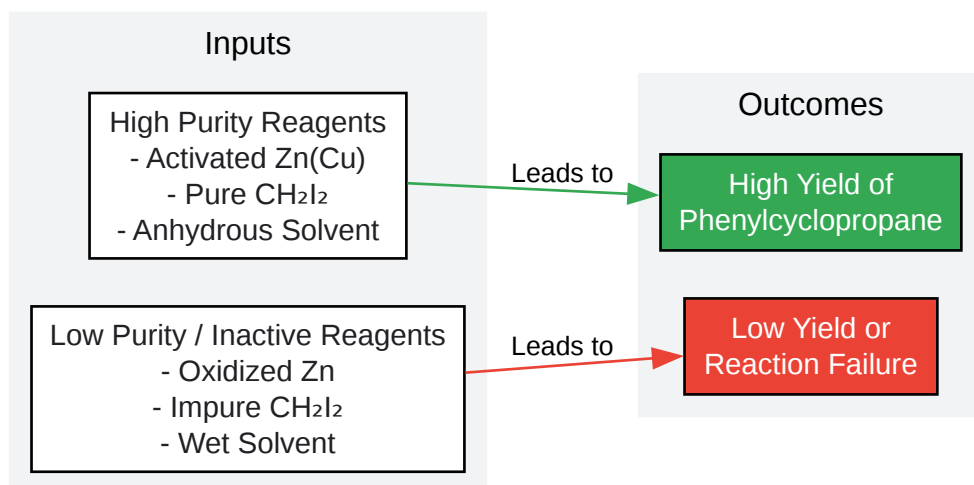 Inputs
High Purity Reagents
- Activated Zn(Cu)
- Pure CH₂I₂
- Anhydrous Solvent
Leads to
Outcomes
High Yield of
Phenylcyclopropane
Low Purity / Inactive Reagents
- Oxidized Zn
- Impure CH₂I₂
- Wet Solvent
Leads to
Low Yield or
Reaction Failure